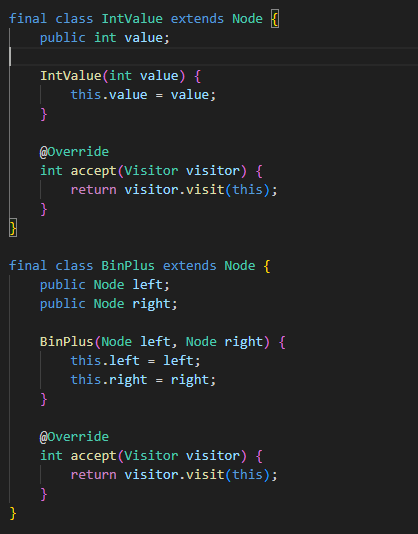 final class IntValue extends Node {
    public int value;

    IntValue(int value) {
        this.value = value;
    }

    @Override
    int accept(Visitor visitor) {
        return visitor.visit(this);
    }
}

final class BinPlus extends Node {
    public Node left;
    public Node right;

    BinPlus(Node left, Node right) {
        this.left = left;
        this.right = right;
    }

    @Override
    int accept(Visitor visitor) {
        return visitor.visit(this);
    }
}